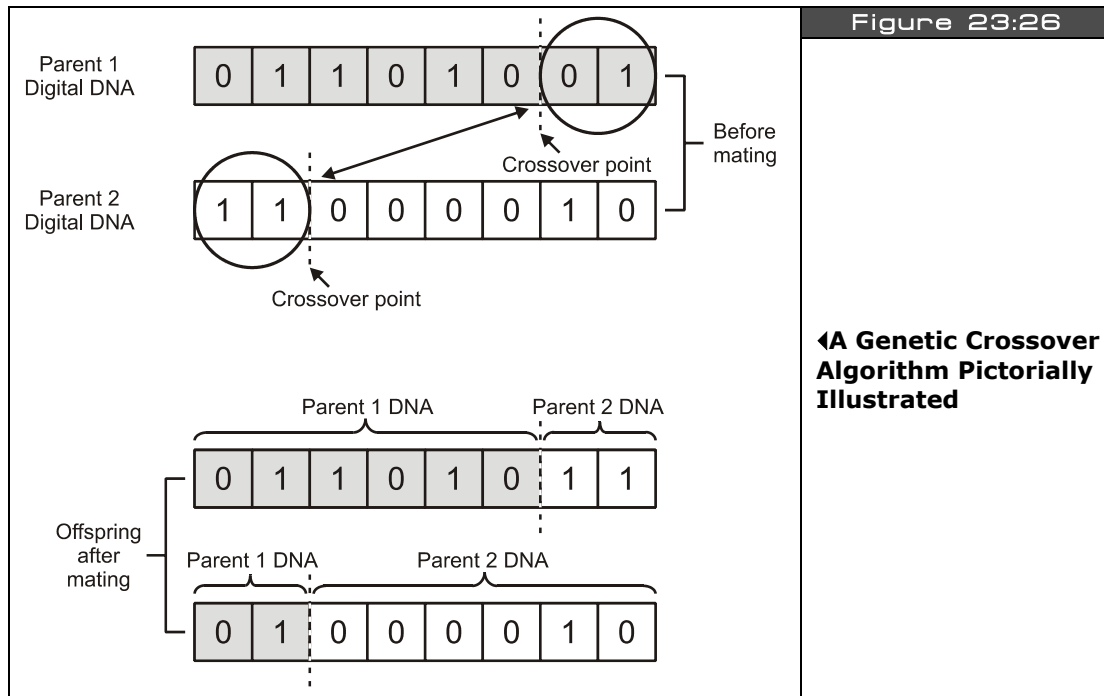 Figure 23:26
Parent 1
Digital DNA
0 1 1 0 1 0 0 1
Crossover point
Before
mating
Parent 2
Digital DNA
1 1 0 0 0 0 1 0
Crossover point
◀A Genetic Crossover
Algorithm Pictorially
Illustrated
Parent 1 DNA Parent 2 DNA
0 1 1 0 1 0 1 1
Offspring
after
mating
Parent 1 DNA Parent 2 DNA
0 1 0 0 0 0 1 0